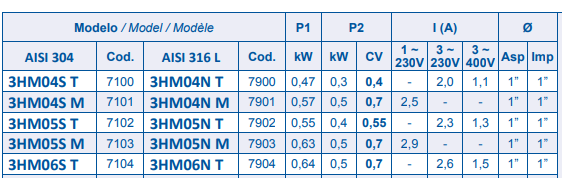 Modelo / Model / Modèle P1 P2 I (A) Ø
AISI 304 Cod. AISI 316 L Cod. kW kW CV 1 ~ 230V 3 ~ 230V 3 ~ 400V Asp Imp
3HM04S T 7100 3HM04N T 7900 0,47 0,3 0,4 - 2,0 1,1 1” 1”
3HM04S M 7101 3HM04N M 7901 0,57 0,5 0,7 2,5 - - 1” 1”
3HM05S T 7102 3HM05N T 7902 0,55 0,4 0,55 - 2,3 1,3 1” 1”
3HM05S M 7103 3HM05N M 7903 0,63 0,5 0,7 2,9 - - 1” 1”
3HM06S T 7104 3HM06N T 7904 0,64 0,5 0,7 - 2,6 1,5 1” 1”